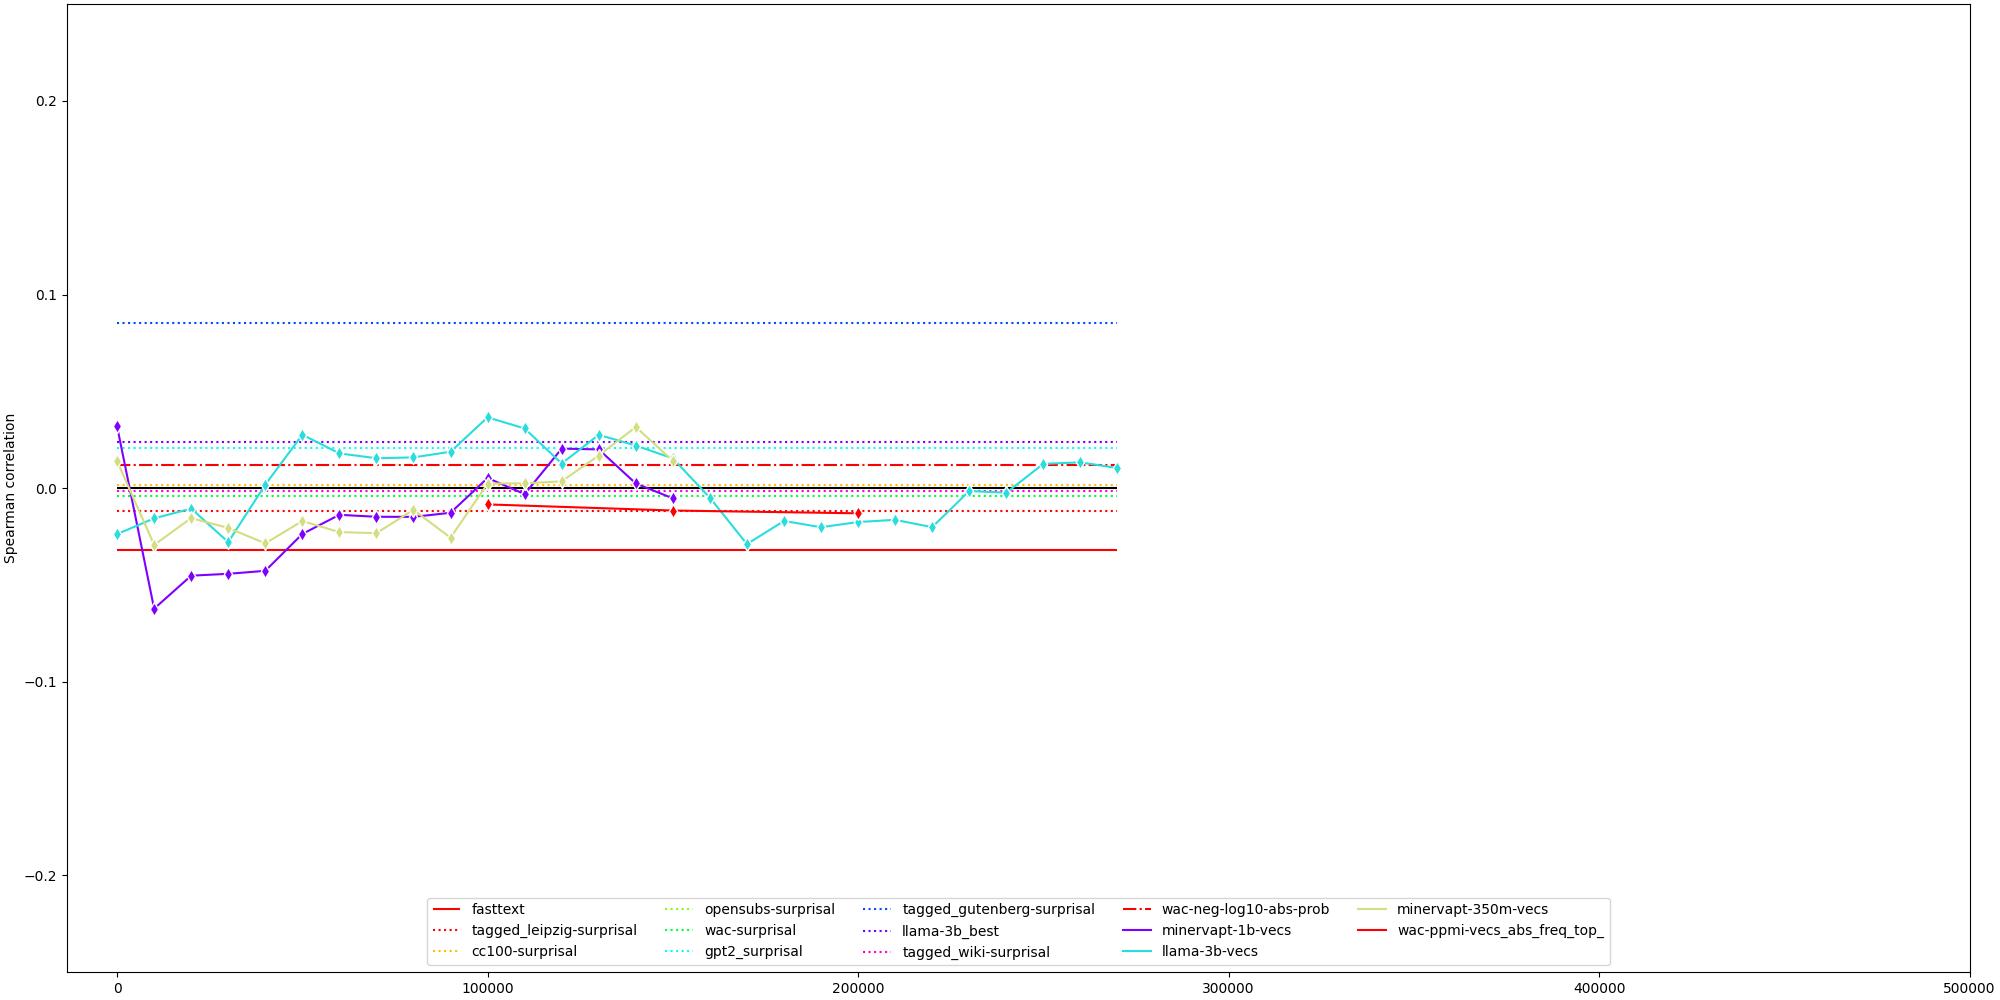 0.2
0.1
0.0
−0.1
−0.2
Spearman correlation
fasttext
tagged_leipzig-surprisal
cc100-surprisal
opensubs-surprisal
wac-surprisal
gpt2_surprisal
tagged_gutenberg-surprisal
llama-3b_best
tagged_wiki-surprisal
wac-neg-log10-abs-prob
minervapt-1b-vecs
llama-3b-vecs
minervapt-350m-vecs
wac-ppmi-vecs_abs_freq_top_
0 100000 200000 300000 400000 500000